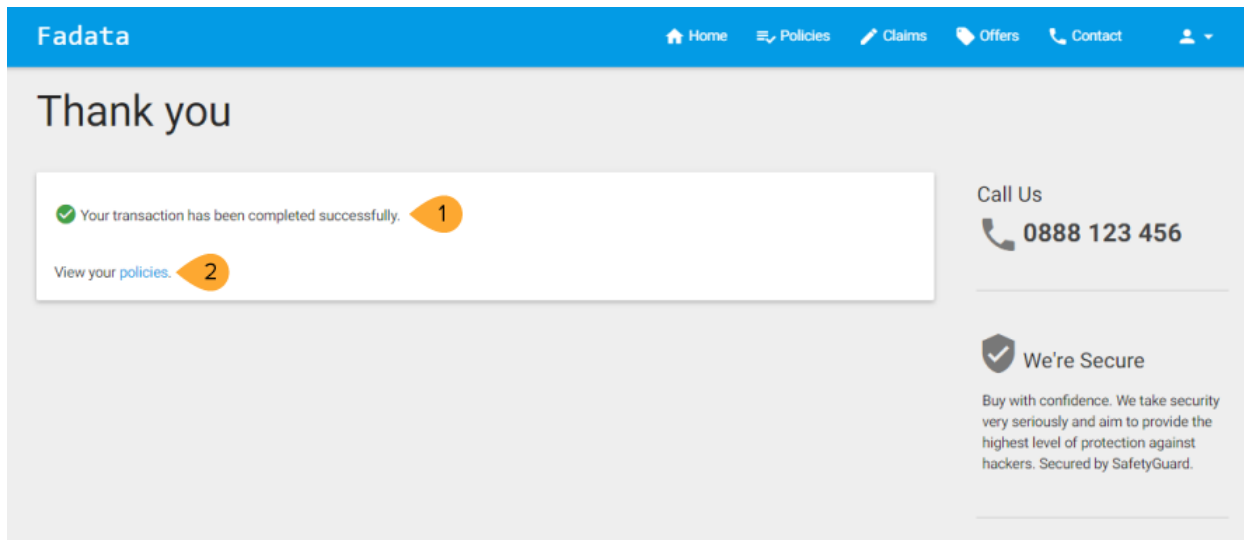 Fadata
Home Policies Claims Offers Contact
Thank you
Your transaction has been completed successfully. 1
View your policies. 2
Call Us
0888 123 456
We're Secure
Buy with confidence. We take security
very seriously and aim to provide the
highest level of protection against
hackers. Secured by SafetyGuard.